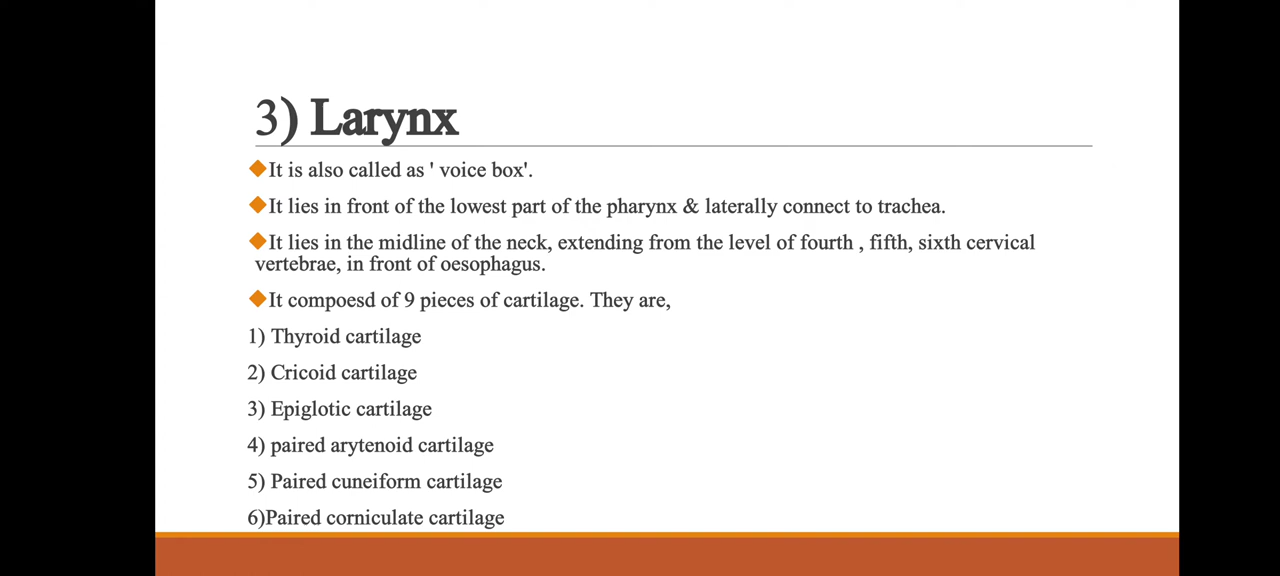 3) Larynx
It is also called as ' voice box'.
It lies in front of the lowest part of the pharynx & laterally connect to trachea.
It lies in the midline of the neck, extending from the level of fourth , fifth, sixth cervical
vertebrae, in front of oesophagus.
It compoesd of 9 pieces of cartilage. They are,
1) Thyroid cartilage
2) Cricoid cartilage
3) Epiglotic cartilage
4) paired arytenoid cartilage
5) Paired cuneiform cartilage
6)Paired corniculate cartilage